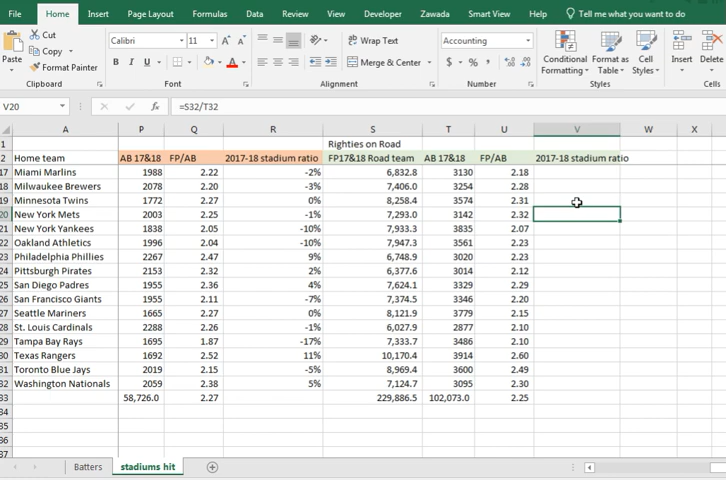 File Home Insert Page Layout Formulas Data Review View Developer Zawada Smart View Help Tell me what you want to do
Paste Cut Copy Format Painter Clipboard
Calibri 11 A A B I U A Font
ab Wrap Text Merge & Center Alignment
Accounting $ % , .0 .00 .00 .0 Number
Conditional Formatting Format as Table Cell Styles Styles
Insert Delete Cells
V20 fx =S32/T32
A P Q R S T U V W X
1 Righties on Road
2 Home team AB 17&18 FP/AB 2017-18 stadium ratio FP17&18 Road team AB 17&18 FP/AB 2017-18 stadium ratio
17 Miami Marlins 1988 2.22 -2% 6,832.8 3130 2.18
18 Milwaukee Brewers 2078 2.20 -3% 7,406.0 3254 2.28
19 Minnesota Twins 1772 2.27 0% 8,258.4 3574 2.31
20 New York Mets 2003 2.25 -1% 7,293.0 3142 2.32
21 New York Yankees 1838 2.05 -10% 7,933.3 3835 2.07
22 Oakland Athletics 1996 2.04 -10% 7,947.3 3561 2.23
23 Philadelphia Phillies 2267 2.47 9% 6,748.9 3020 2.23
24 Pittsburgh Pirates 2153 2.32 2% 6,377.6 3014 2.12
25 San Diego Padres 1955 2.36 4% 7,624.1 3329 2.29
26 San Francisco Giants 1955 2.11 -7% 7,374.5 3346 2.20
27 Seattle Mariners 1665 2.27 0% 8,121.9 3779 2.15
28 St. Louis Cardinals 2288 2.26 -1% 6,027.9 2877 2.10
29 Tampa Bay Rays 1695 1.87 -17% 7,333.7 3486 2.10
30 Texas Rangers 1692 2.52 11% 10,170.4 3914 2.60
31 Toronto Blue Jays 2019 2.15 -5% 8,969.4 3600 2.49
32 Washington Nationals 2059 2.38 5% 7,124.7 3095 2.30
33 58,726.0 2.27 229,886.5 102,073.0 2.25
34
35
36
37
Batters stadiums hit